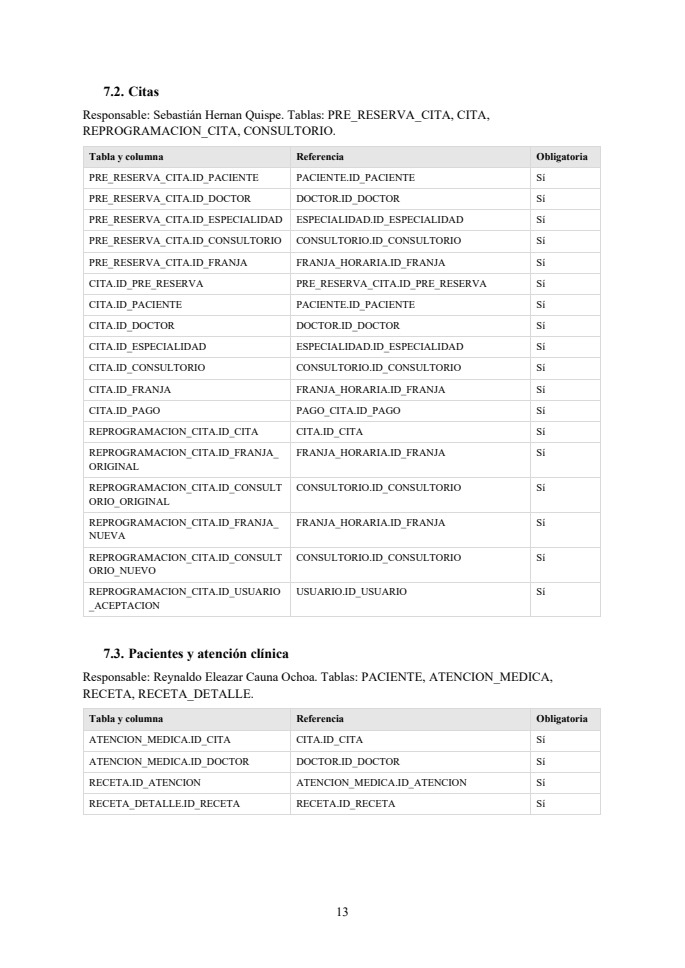 7.2. Citas
Responsable: Sebastián Hernan Quispe. Tablas: PRE_RESERVA_CITA, CITA,
REPROGRAMACION_CITA, CONSULTORIO.
Tabla y columna Referencia Obligatoria
PRE_RESERVA_CITA.ID_PACIENTE PACIENTE.ID_PACIENTE Sí
PRE_RESERVA_CITA.ID_DOCTOR DOCTOR.ID_DOCTOR Sí
PRE_RESERVA_CITA.ID_ESPECIALIDAD ESPECIALIDAD.ID_ESPECIALIDAD Sí
PRE_RESERVA_CITA.ID_CONSULTORIO CONSULTORIO.ID_CONSULTORIO Sí
PRE_RESERVA_CITA.ID_FRANJA FRANJA_HORARIA.ID_FRANJA Sí
CITA.ID_PRE_RESERVA PRE_RESERVA_CITA.ID_PRE_RESERVA Sí
CITA.ID_PACIENTE PACIENTE.ID_PACIENTE Sí
CITA.ID_DOCTOR DOCTOR.ID_DOCTOR Sí
CITA.ID_ESPECIALIDAD ESPECIALIDAD.ID_ESPECIALIDAD Sí
CITA.ID_CONSULTORIO CONSULTORIO.ID_CONSULTORIO Sí
CITA.ID_FRANJA FRANJA_HORARIA.ID_FRANJA Sí
CITA.ID_PAGO PAGO_CITA.ID_PAGO Sí
REPROGRAMACION_CITA.ID_CITA CITA.ID_CITA Sí
REPROGRAMACION_CITA.ID_FRANJA_ FRANJA_HORARIA.ID_FRANJA Sí
ORIGINAL
REPROGRAMACION_CITA.ID_CONSULT CONSULTORIO.ID_CONSULTORIO Sí
ORIO_ORIGINAL
REPROGRAMACION_CITA.ID_FRANJA_ FRANJA_HORARIA.ID_FRANJA Sí
NUEVA
REPROGRAMACION_CITA.ID_CONSULT CONSULTORIO.ID_CONSULTORIO Sí
ORIO_NUEVO
REPROGRAMACION_CITA.ID_USUARIO USUARIO.ID_USUARIO Sí
_ACEPTACION
7.3. Pacientes y atención clínica
Responsable: Reynaldo Eleazar Cauna Ochoa. Tablas: PACIENTE, ATENCION_MEDICA,
RECETA, RECETA_DETALLE.
Tabla y columna Referencia Obligatoria
ATENCION_MEDICA.ID_CITA CITA.ID_CITA Sí
ATENCION_MEDICA.ID_DOCTOR DOCTOR.ID_DOCTOR Sí
RECETA.ID_ATENCION ATENCION_MEDICA.ID_ATENCION Sí
RECETA_DETALLE.ID_RECETA RECETA.ID_RECETA Sí
13